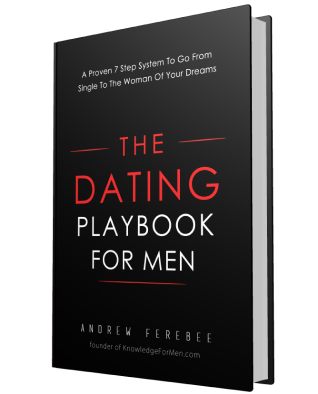 A Proven 7 Step System To Go From
Single To The Woman Of Your Dreams
THE
DATING
PLAYBOOK
FOR MEN
ANDREW FEREBEE
founder of KnowledgeForMen.com